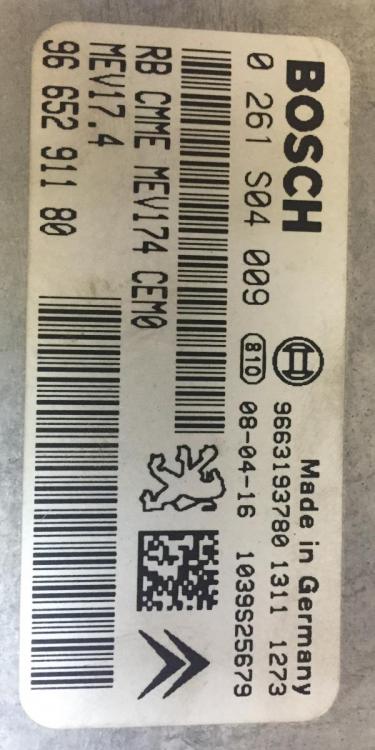 BOSCH
Made in Germany
9663193780 1311 1273
0 261 S04 009
810
08-04-16 1039S25679
RB CMME MEV174 CEM0
MEV17.4
96 652 911 80